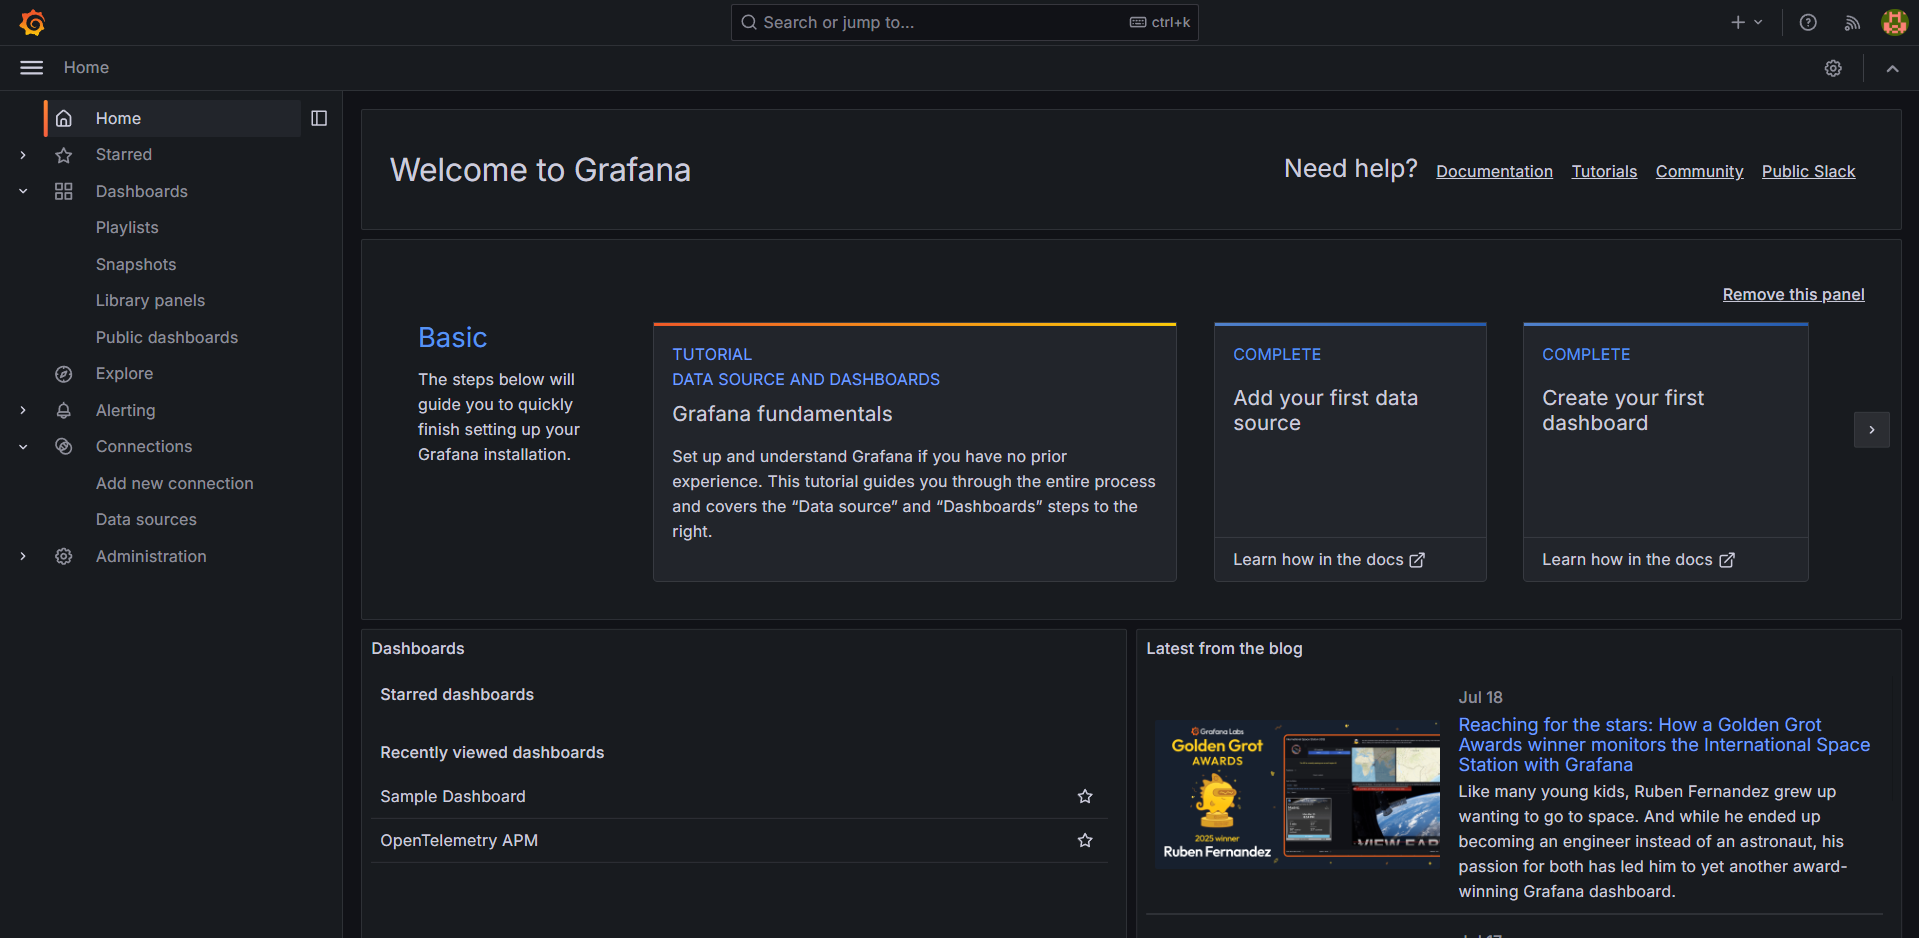 Search or jump to...
ctrl+k
Home
Home
Starred
Dashboards
Playlists
Snapshots
Library panels
Public dashboards
Explore
Alerting
Connections
Add new connection
Data sources
Administration
Welcome to Grafana
Need help?
Documentation
Tutorials
Community
Public Slack
Remove this panel
Basic
The steps below will
guide you to quickly
finish setting up your
Grafana installation.
TUTORIAL
DATA SOURCE AND DASHBOARDS
Grafana fundamentals
Set up and understand Grafana if you have no prior
experience. This tutorial guides you through the entire process
and covers the “Data source” and “Dashboards” steps to the
right.
COMPLETE
Add your first data
source
Learn how in the docs
COMPLETE
Create your first
dashboard
Learn how in the docs
Dashboards
Starred dashboards
Recently viewed dashboards
Sample Dashboard
OpenTelemetry APM
Latest from the blog
Grafana Labs
Golden Grot
AWARDS
2025 winner
Ruben Fernandez
Jul 18
Reaching for the stars: How a Golden Grot
Awards winner monitors the International Space
Station with Grafana
Like many young kids, Ruben Fernandez grew up
wanting to go to space. And while he ended up
becoming an engineer instead of an astronaut, his
passion for both has led him to yet another award-
winning Grafana dashboard.